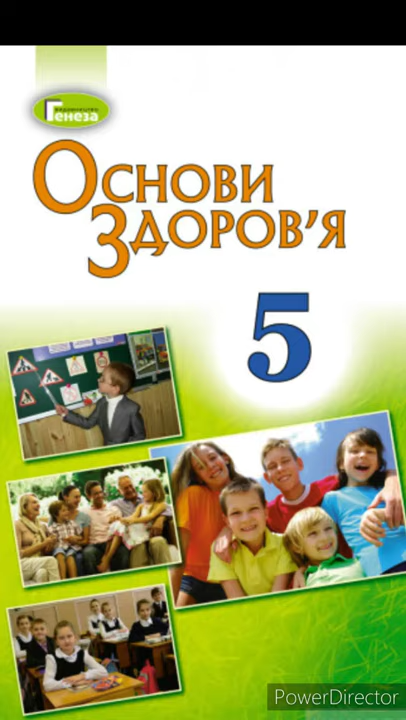 видавництво
Генеза
Основи
Здоров'я
5
PowerDirector